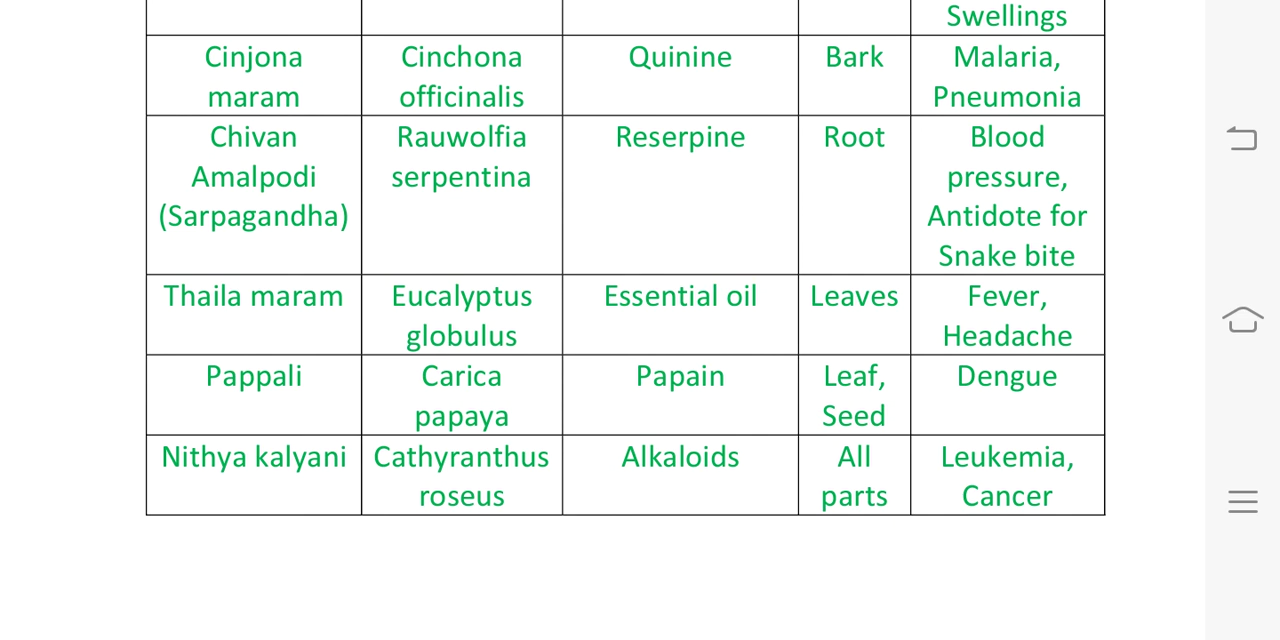 Swellings
Cinjona maram
Cinchona officinalis
Quinine
Bark
Malaria, Pneumonia
Chivan Amalpodi (Sarpagandha)
Rauwolfia serpentina
Reserpine
Root
Blood pressure, Antidote for Snake bite
Thaila maram
Eucalyptus globulus
Essential oil
Leaves
Fever, Headache
Pappali
Carica papaya
Papain
Leaf, Seed
Dengue
Nithya kalyani
Cathyranthus roseus
Alkaloids
All parts
Leukemia, Cancer